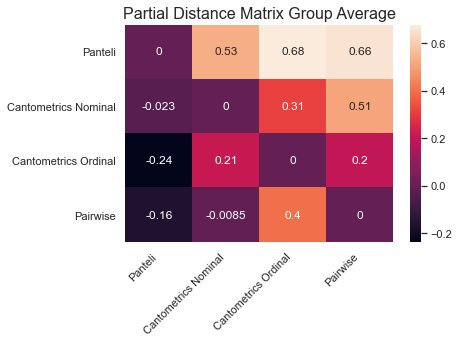 Partial Distance Matrix Group Average
Panteli 0 0.53 0.68 0.66
Cantometrics Nominal -0.023 0 0.31 0.51
Cantometrics Ordinal -0.24 0.21 0 0.2
Pairwise -0.16 -0.0085 0.4 0
Panteli
Cantometrics Nominal
Cantometrics Ordinal
Pairwise
0.6
0.4
0.2
0.0
−0.2